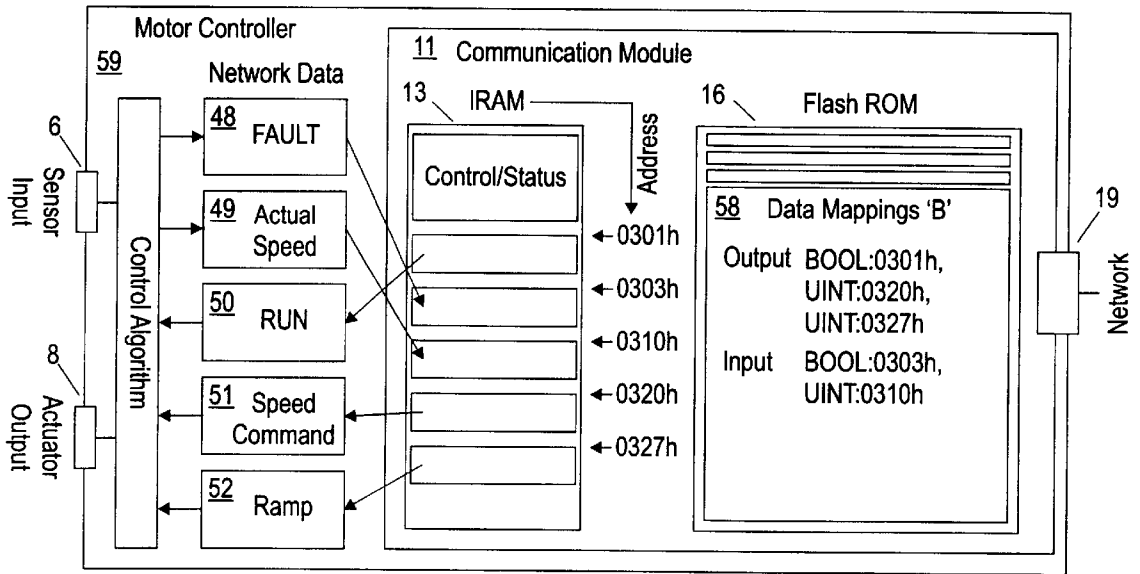 Motor Controller
59
Network Data
6
Sensor
Input
8
Actuator
Output
Control Algorithm
48
FAULT
49
Actual
Speed
50
RUN
51
Speed
Command
52
Ramp
11
Communication Module
13
IRAM
Address
Control/Status
0301h
0303h
0310h
0320h
0327h
16
Flash ROM
58
Data Mappings 'B'
Output BOOL:0301h,
UINT:0320h,
UINT:0327h
Input BOOL:0303h,
UINT:0310h
19
Network